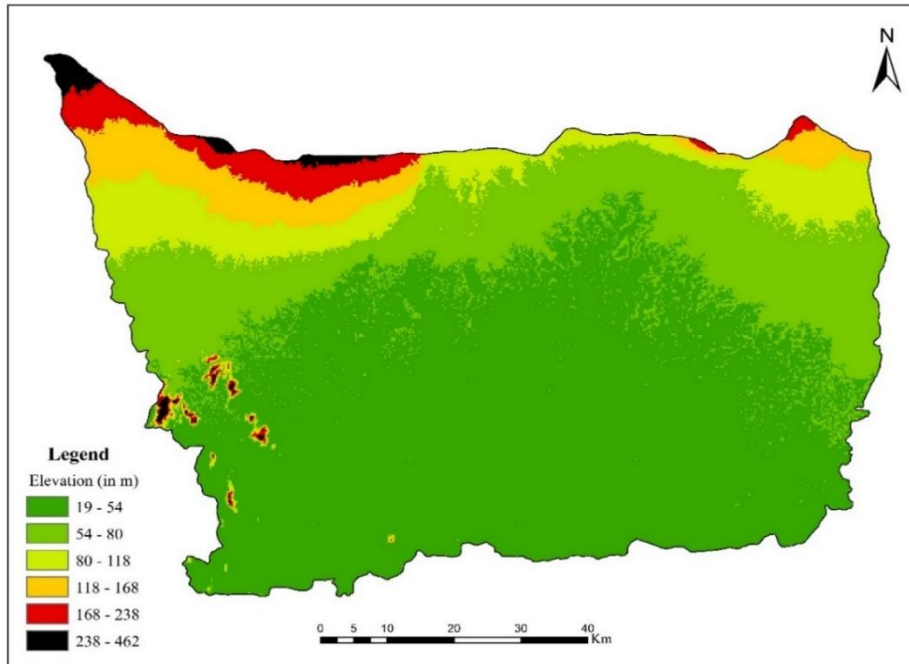 N
Legend
Elevation (in m)
19 - 54
54 - 80
80 - 118
118 - 168
168 - 238
238 - 462
0 5 10 20 30 40
Km